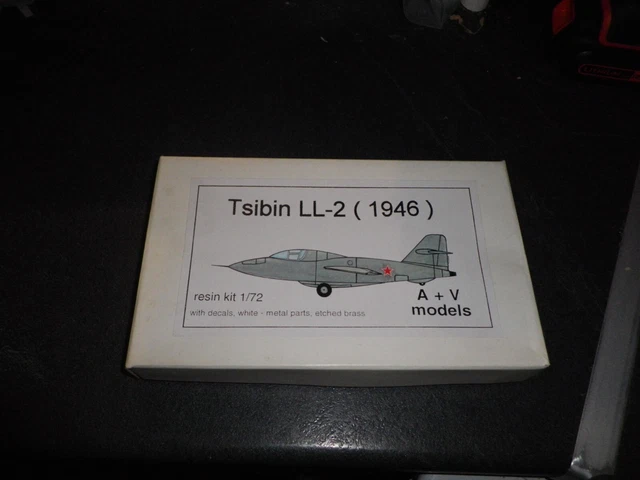 Tsibin LL-2 ( 1946 )
resin kit 1/72
with decals, white - metal parts, etched brass
A + V
models